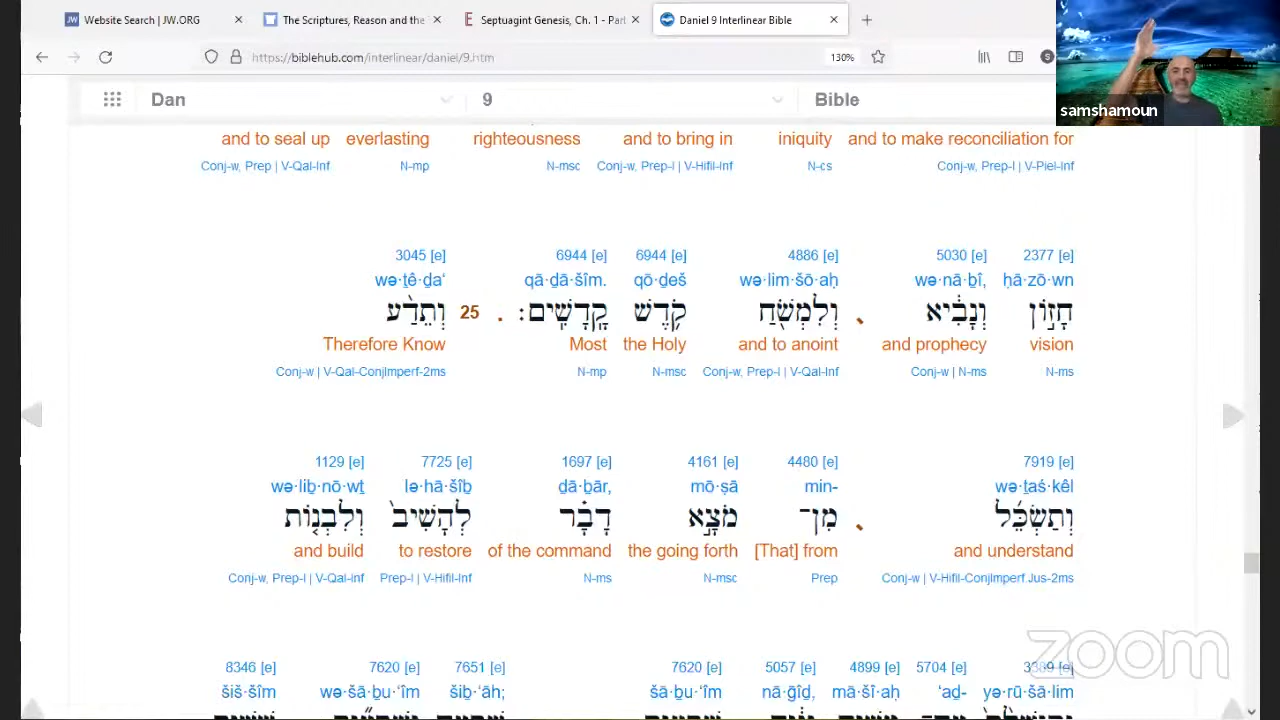 Website Search | JW.ORG
The Scriptures, Reason and the
Septuagint Genesis, Ch. 1 - Part
Daniel 9 Interlinear Bible
https://biblehub.com/interlinear/daniel/9.htm
130%
samshamoun
Dan 9 Bible
and to seal up everlasting righteousness and to bring in iniquity and to make reconciliation for
Conj-w, Prep | V-Qal-Inf N-mp N-msc Conj-w, Prep-l | V-Hifil-Inf N-cs Conj-w, Prep-l | V-Piel-Inf
3045 [e] 6944 [e] 6944 [e] 4886 [e] 5030 [e] 2377 [e]
wə·ṯê·ḏa‘ qā·ḏā·šîm. qō·ḏeš wə·lim·šō·aḥ wə·nā·ḇî, ḥā·zō·wn
חָז֣וֹן וְנָבִ֔יא 、 וְלִמְשֹׁ֖חַ קֹ֥דֶשׁ קָֽדָשִֽׁים׃ . 25 וְתֵדַ֨ע
Therefore Know Most the Holy and to anoint and prophecy vision
Conj-w | V-Qal-ConjImperf-2ms N-mp N-msc Conj-w, Prep-l | V-Qal-Inf Conj-w | N-ms N-ms
1129 [e] 7725 [e] 1697 [e] 4161 [e] 4480 [e] 7919 [e]
wə·liḇ·nō·wṯ lə·hā·šîḇ ḏā·ḇār, mō·ṣā min- wə·ṯaś·kêl
וְתַשְׂכֵּ֜ל 、 מִן־ מֹצָ֣א דָבָ֗ר לְהָשִׁיב֙ וְלִבְנ֤וֹת
and build to restore of the command the going forth [That] from and understand
Conj-w, Prep-l | V-Qal-Inf Prep-l | V-Hifil-Inf N-ms N-msc Prep Conj-w | V-Hifil-ConjImperf.Jus-2ms
8346 [e] 7620 [e] 7651 [e] 7620 [e] 5057 [e] 4899 [e] 5704 [e] 3389 [e]
šiš·šîm wə·šā·ḇu·‘îm šiḇ·‘āh; šā·ḇu·‘îm nā·ḡîḏ, mā·šî·aḥ ‘aḏ- yə·rū·šā·lim
zoom